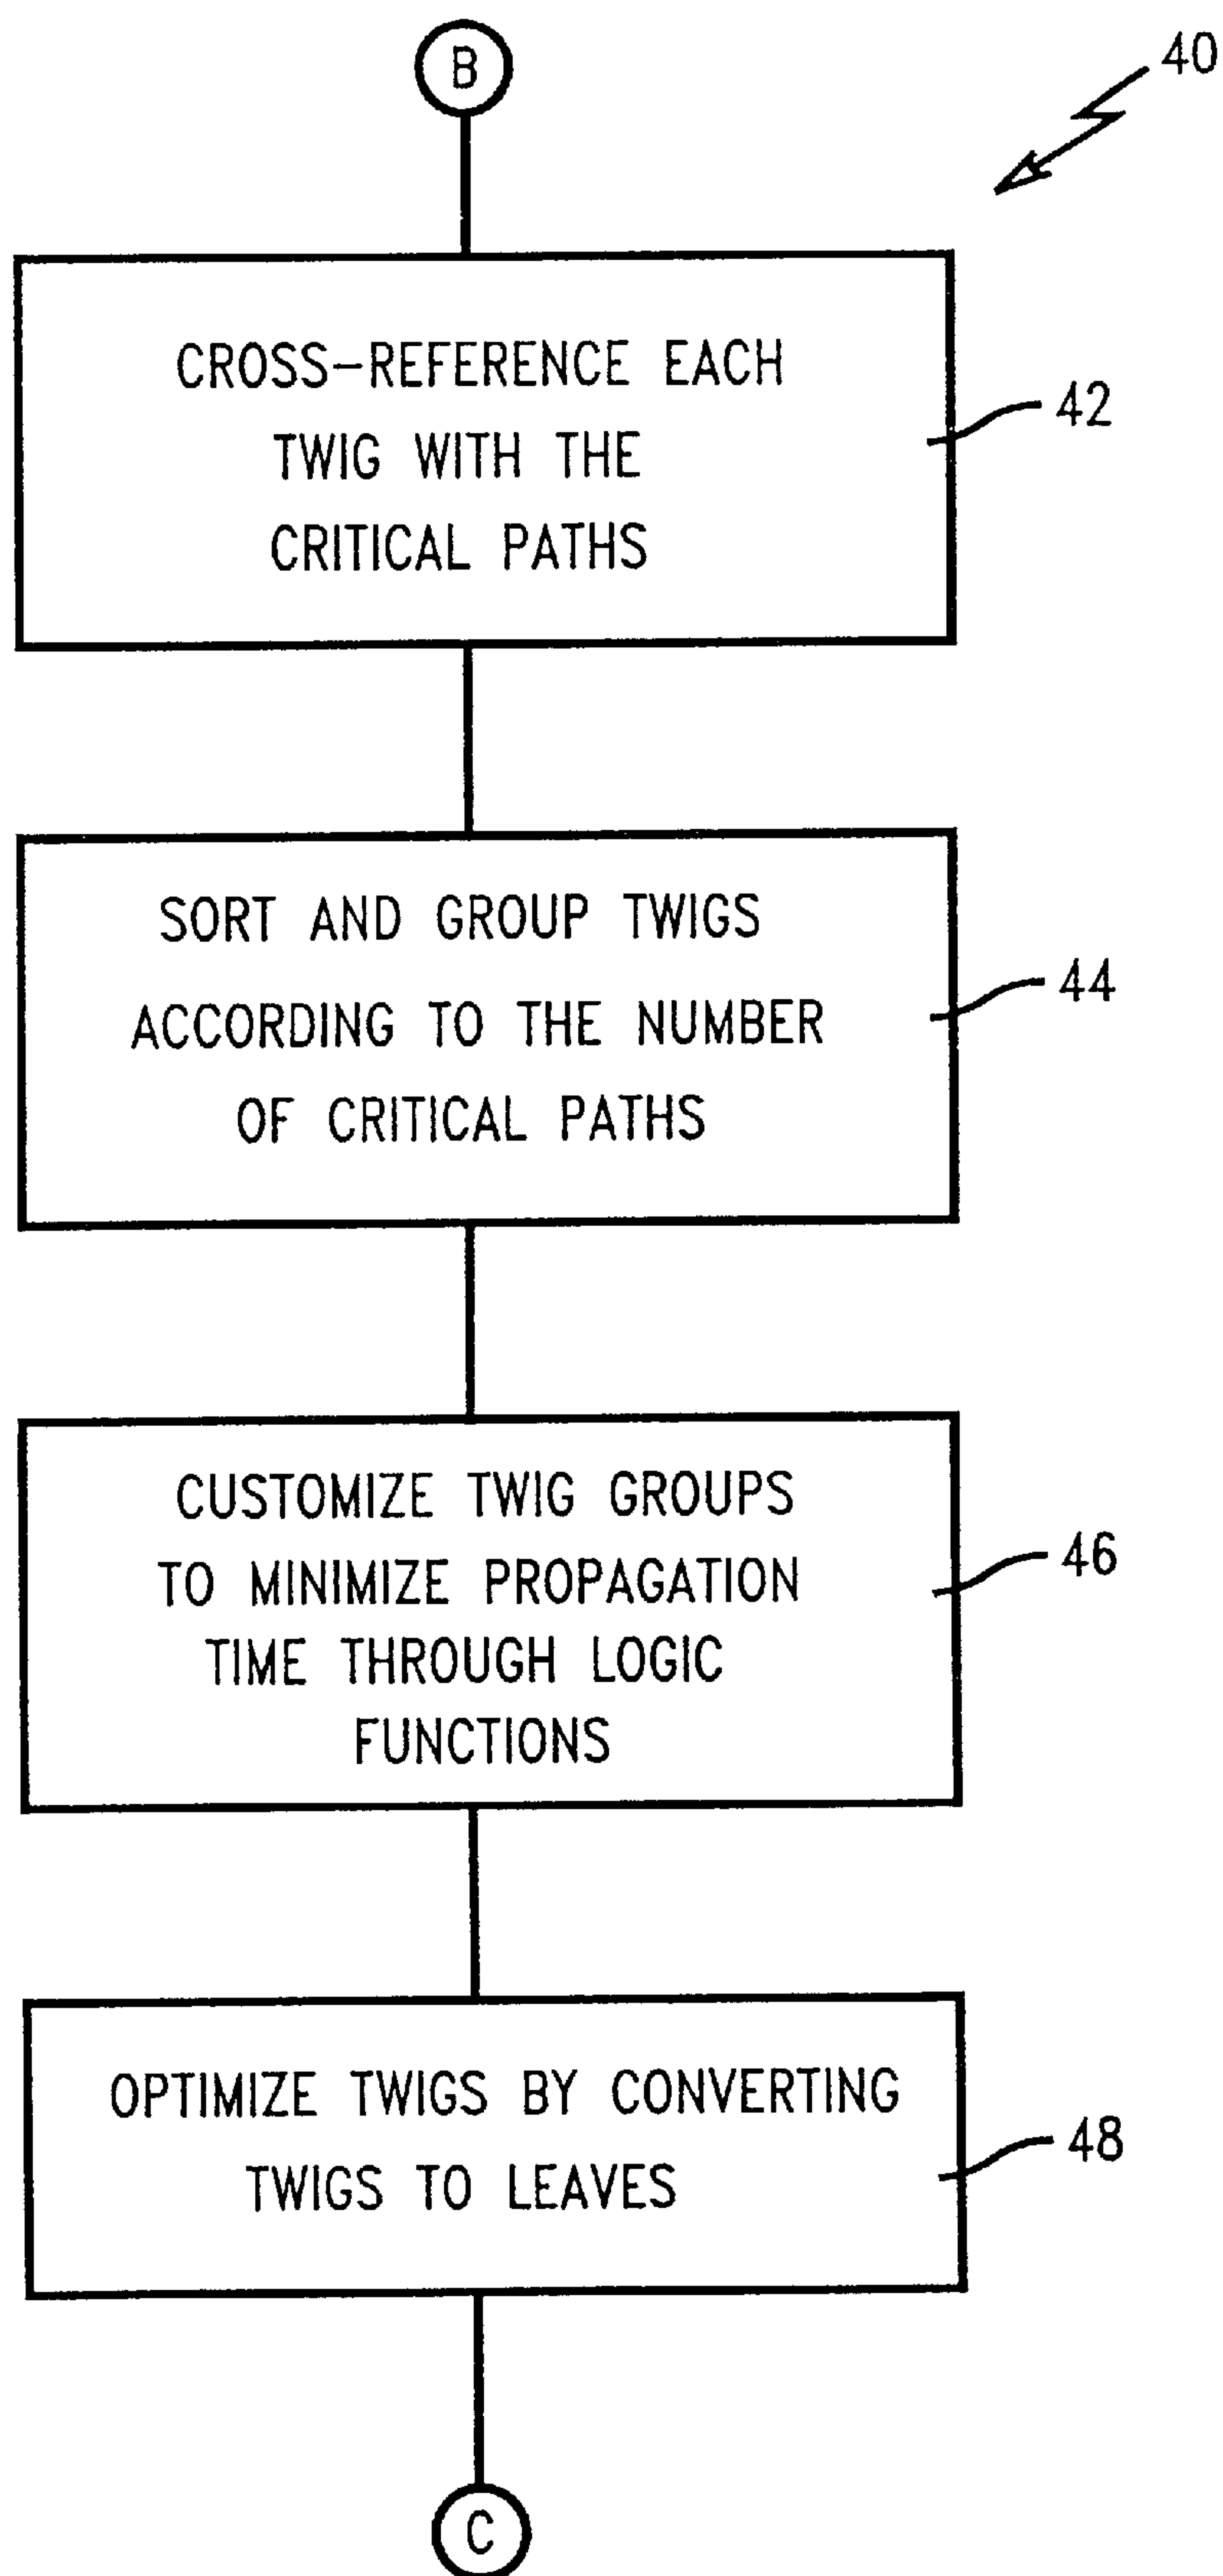 B
40
CROSS-REFERENCE EACH
TWIG WITH THE
CRITICAL PATHS
42
SORT AND GROUP TWIGS
ACCORDING TO THE NUMBER
OF CRITICAL PATHS
44
CUSTOMIZE TWIG GROUPS
TO MINIMIZE PROPAGATION
TIME THROUGH LOGIC
FUNCTIONS
46
OPTIMIZE TWIGS BY CONVERTING
TWIGS TO LEAVES
48
C